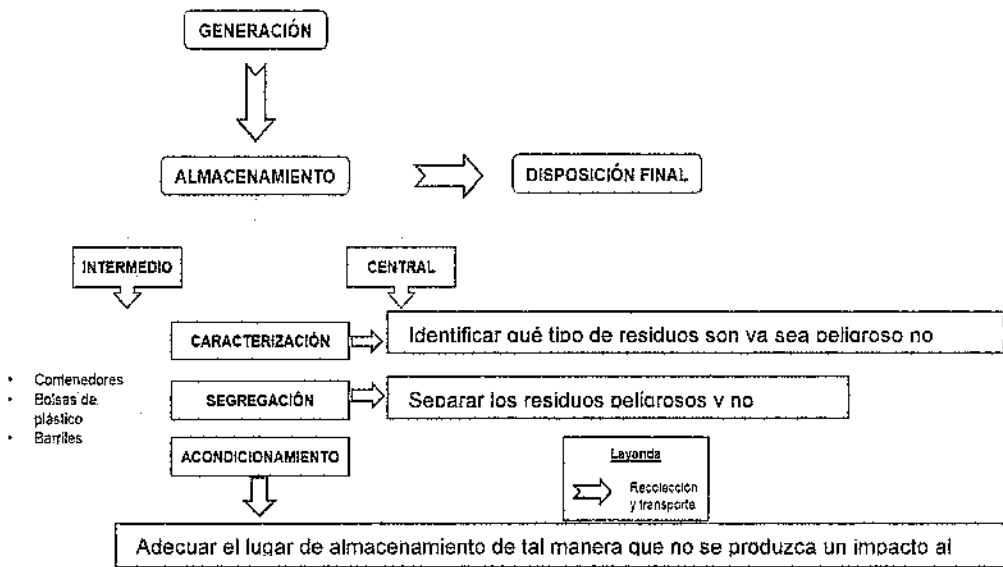 GENERACIÓN
ALMACENAMIENTO
DISPOSICIÓN FINAL
INTERMEDIO
CENTRAL
CARACTERIZACIÓN
Identificar qué tipo de residuos son ya sea peligroso no
• Contenedores
• Bolsas de
plástico
• Barriles
SEGREGACIÓN
Separar los residuos peligrosos y no
ACONDICIONAMIENTO
Leyenda
Recolección
y transporte
Adecuar el lugar de almacenamiento de tal manera que no se produzca un impacto al